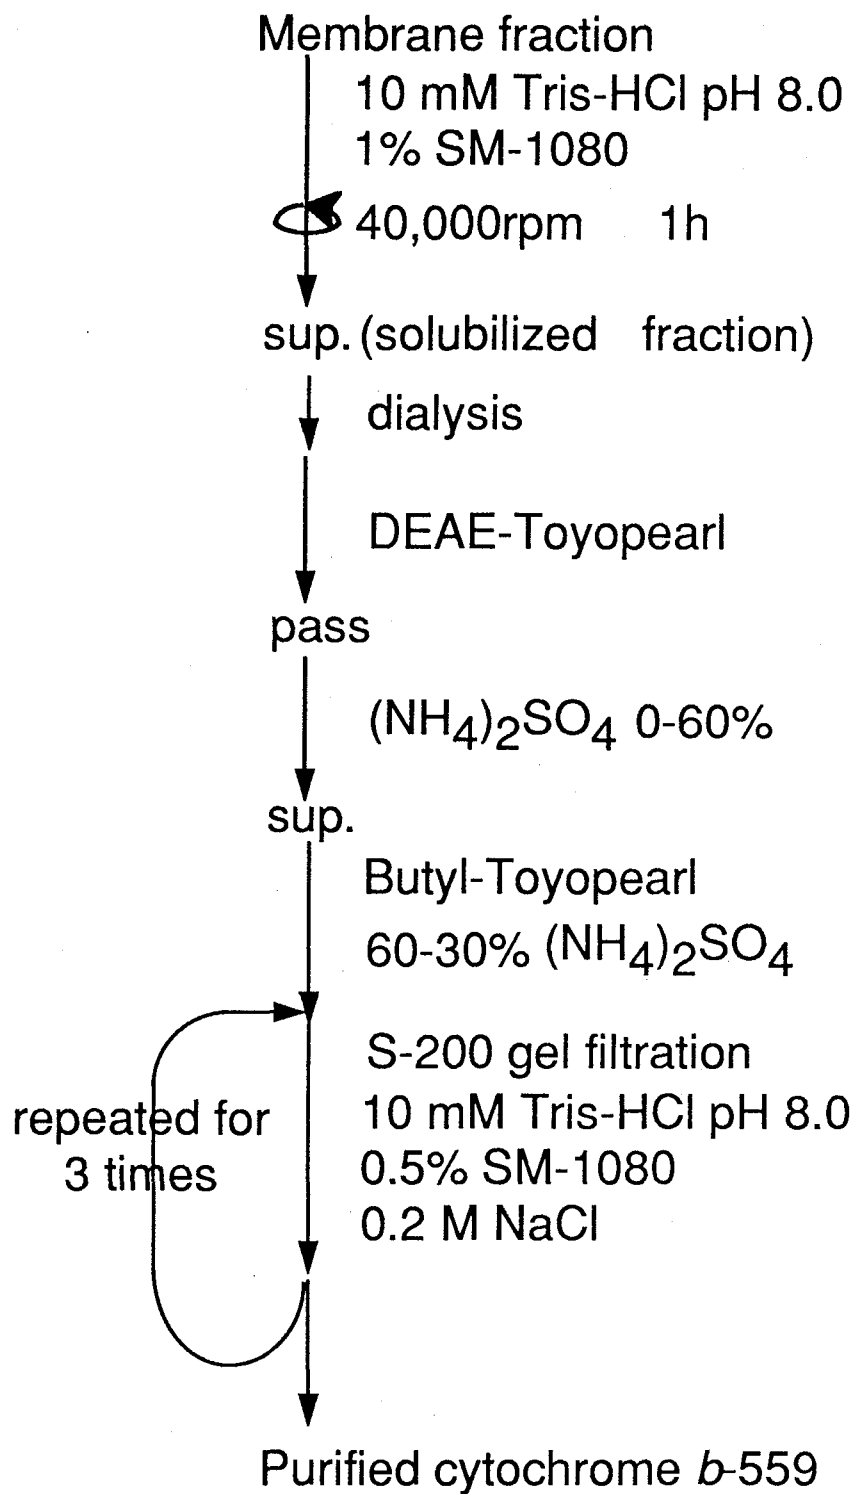 Membrane fraction
10 mM Tris-HCl pH 8.0
1% SM-1080
40,000rpm 1h
sup. (solubilized fraction)
dialysis
DEAE-Toyopearl
pass
(NH4)2SO4 0-60%
sup.
Butyl-Toyopearl
60-30% (NH4)2SO4
S-200 gel filtration
10 mM Tris-HCl pH 8.0
0.5% SM-1080
0.2 M NaCl
repeated for
3 times
Purified cytochrome b-559